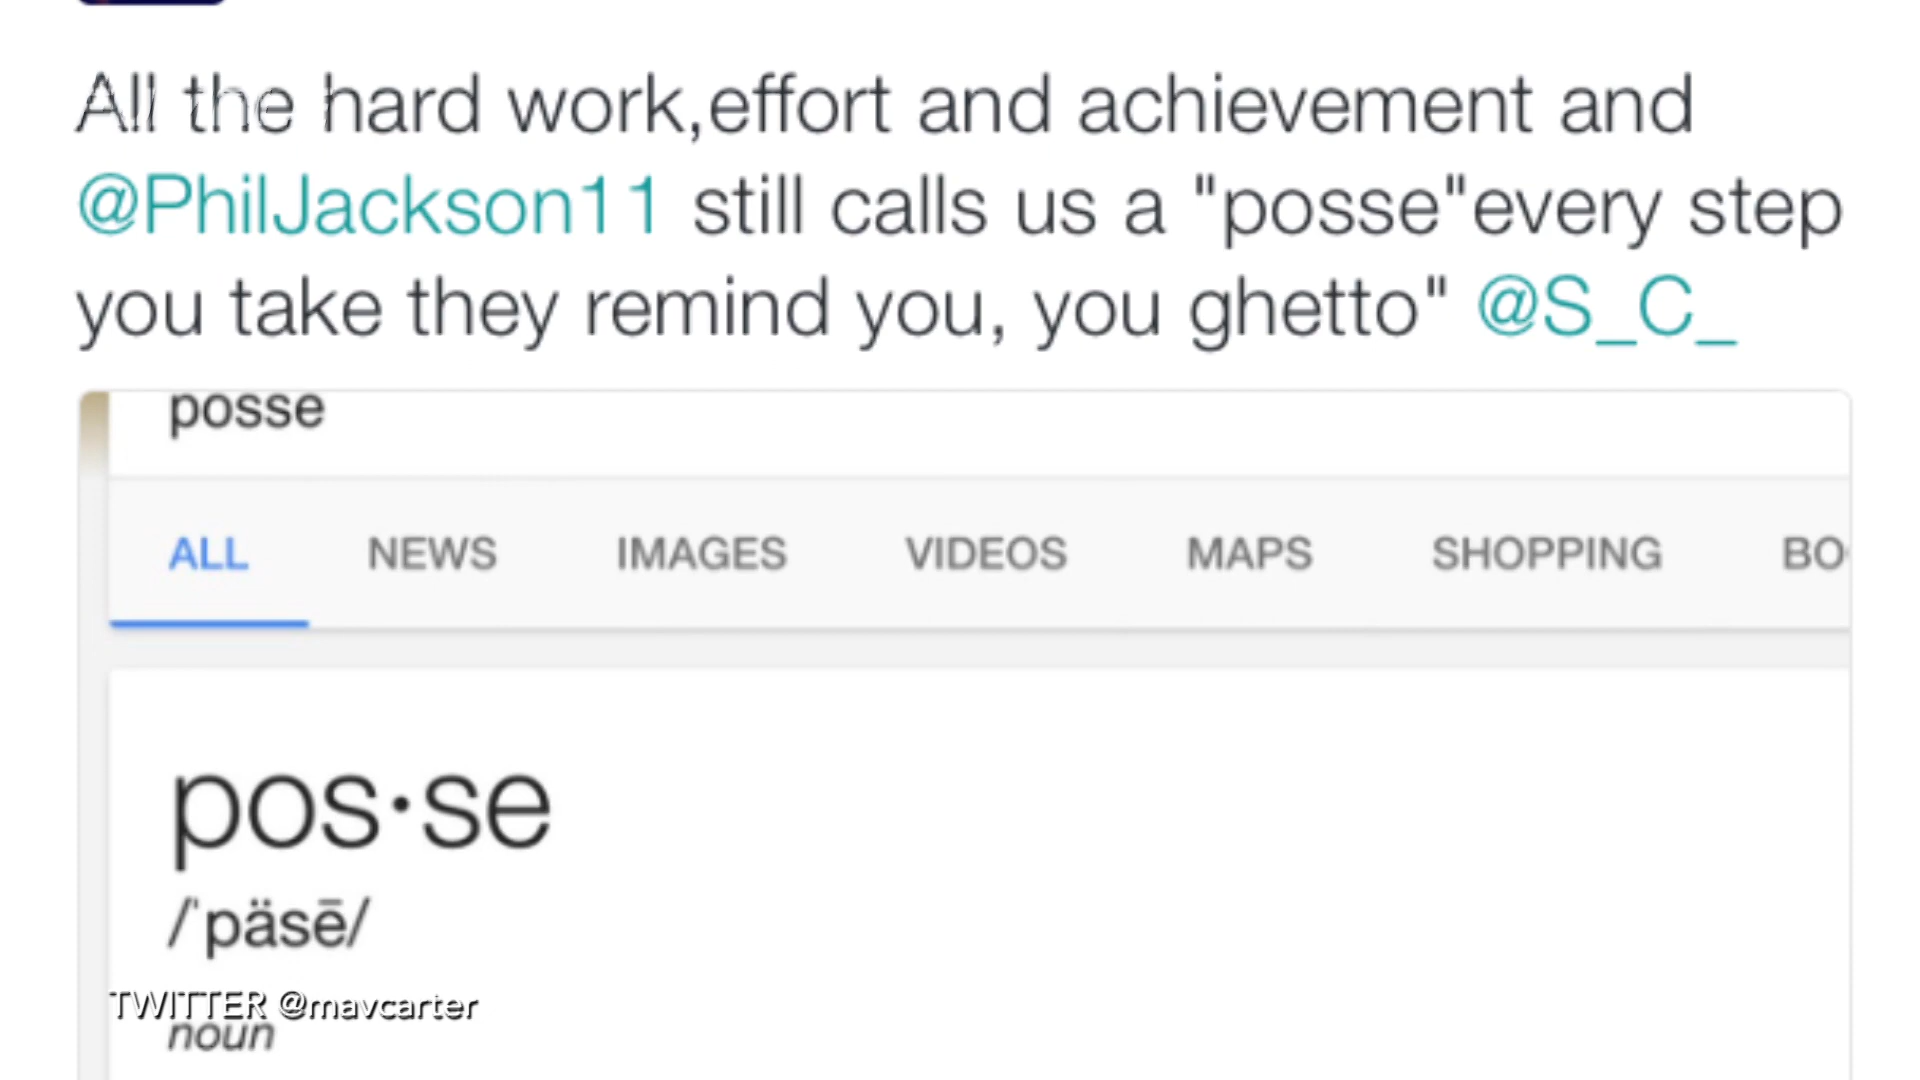 All the hard work,effort and achievement and
@PhilJackson11 still calls us a "posse"every step
you take they remind you, you ghetto" @S_C_
posse
ALL NEWS IMAGES VIDEOS MAPS SHOPPING BO
pos·se
/ˈpäsē/
TWITTER @mavcarter
noun